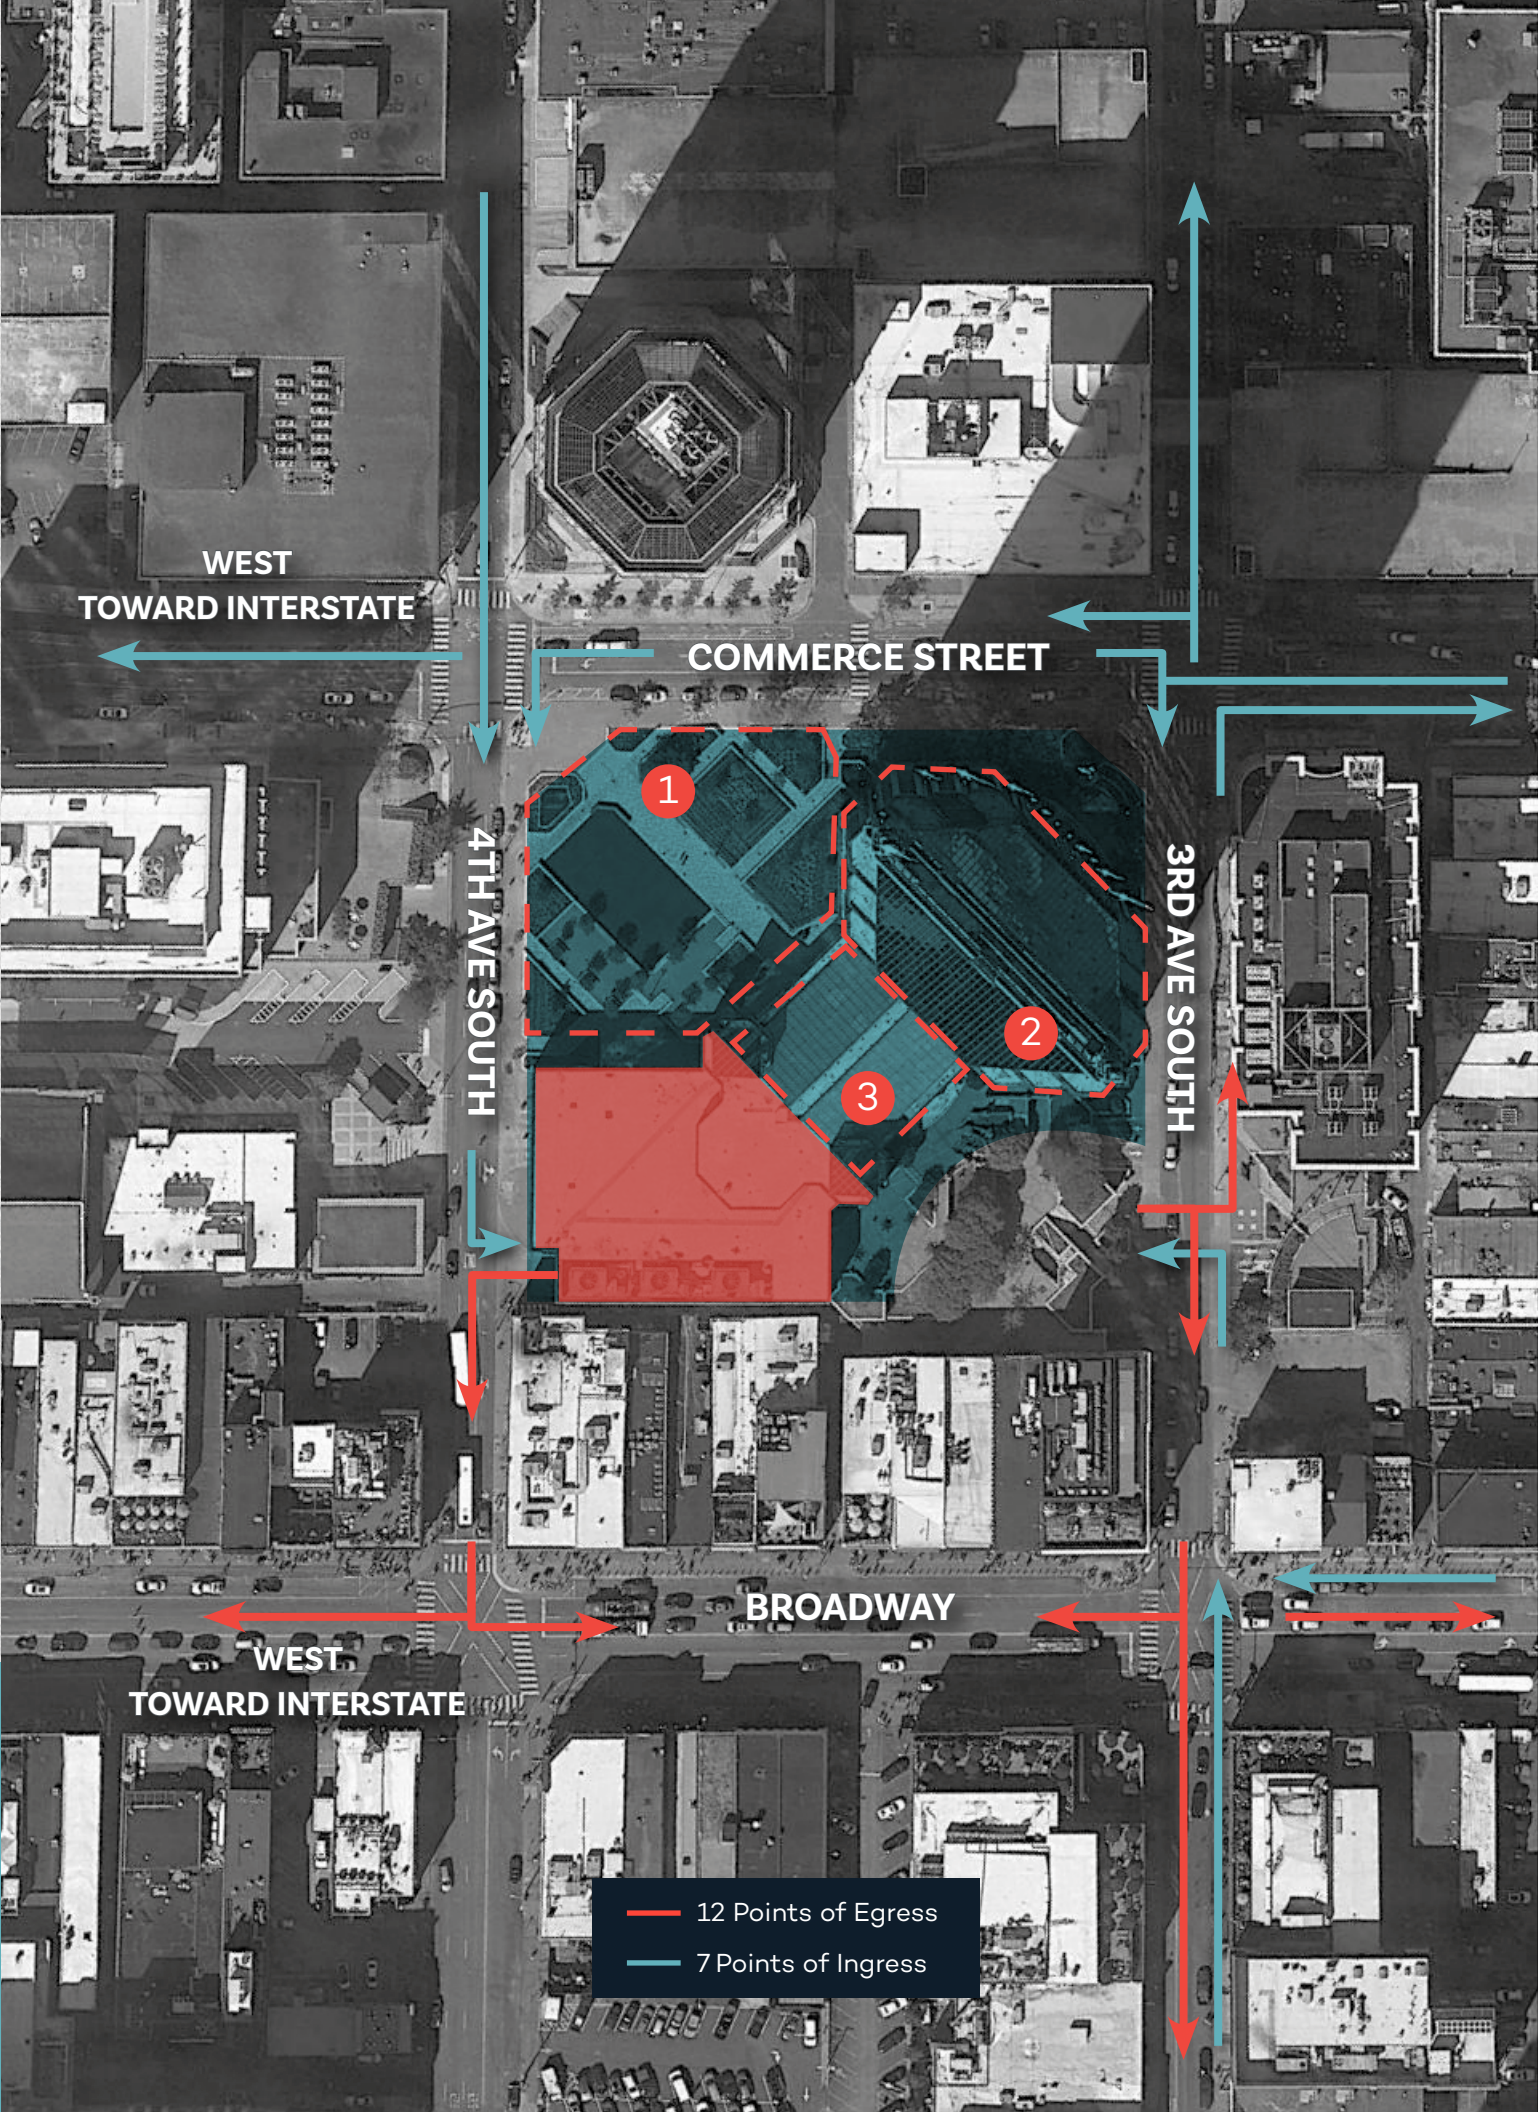 WEST
TOWARD INTERSTATE
COMMERCE STREET
1
4TH AVE SOUTH
3RD AVE SOUTH
2
3
BROADWAY
WEST
TOWARD INTERSTATE
12 Points of Egress
7 Points of Ingress